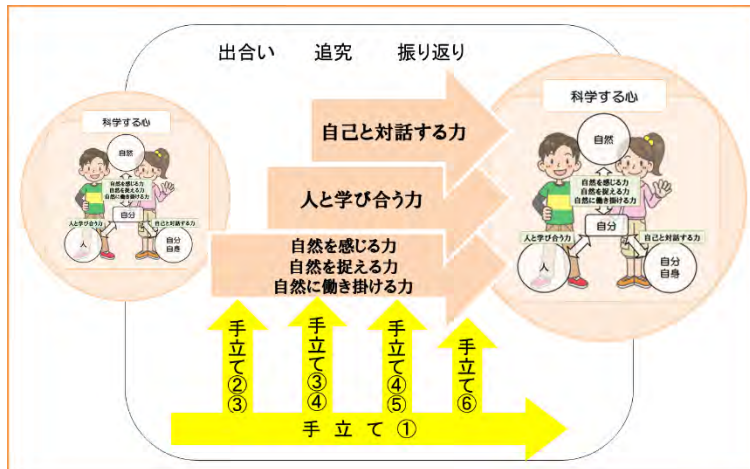 出合い 追究 振り返り
科学する心
自然
自然を感じる力
自然を捉える力
自然に働き掛ける力
自分
人と学び合う力
自己と対話する力
人
自分
自身
自己と対話する力
人と学び合う力
自然を感じる力
自然を捉える力
自然に働き掛ける力
科学する心
自然
自然を感じる力
自然を捉える力
自然に働き掛ける力
自分
人と学び合う力
自己と対話する力
人
自分
自身
手立て②③
手立て③④
手立て④⑤
手立て⑥
手立て①